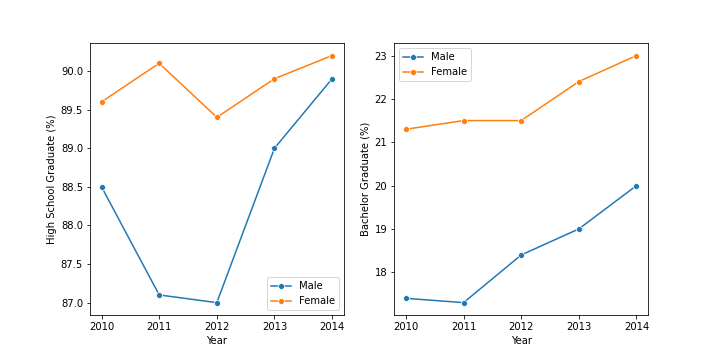 High School Graduate (%)
90.0
89.5
89.0
88.5
88.0
87.5
87.0
Male
Female
2010 2011 2012 2013 2014
Year
Bachelor Graduate (%)
23
22
21
20
19
18
Male
Female
2010 2011 2012 2013 2014
Year